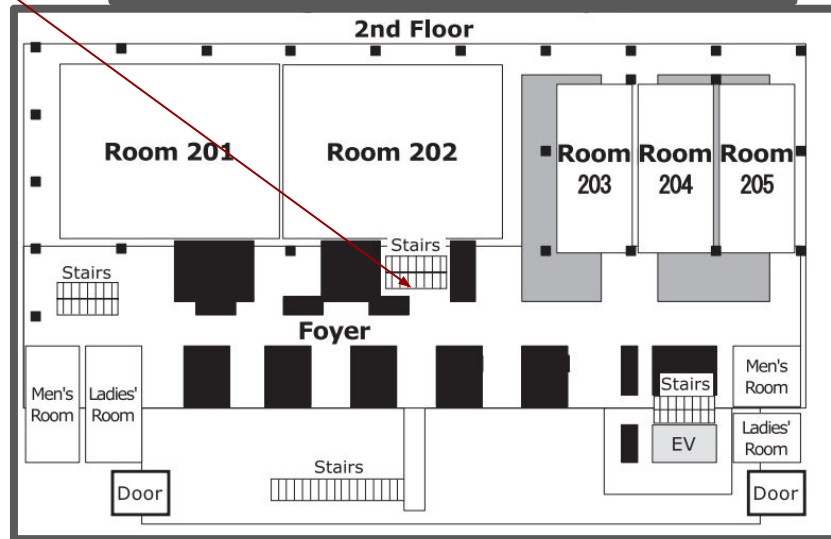 2nd Floor
Room 201
Room 202
Room
203
Room
204
Room
205
Stairs
Stairs
Foyer
Men's
Room
Ladies'
Room
Stairs
Men's
Room
EV
Ladies'
Room
Stairs
Door
Door